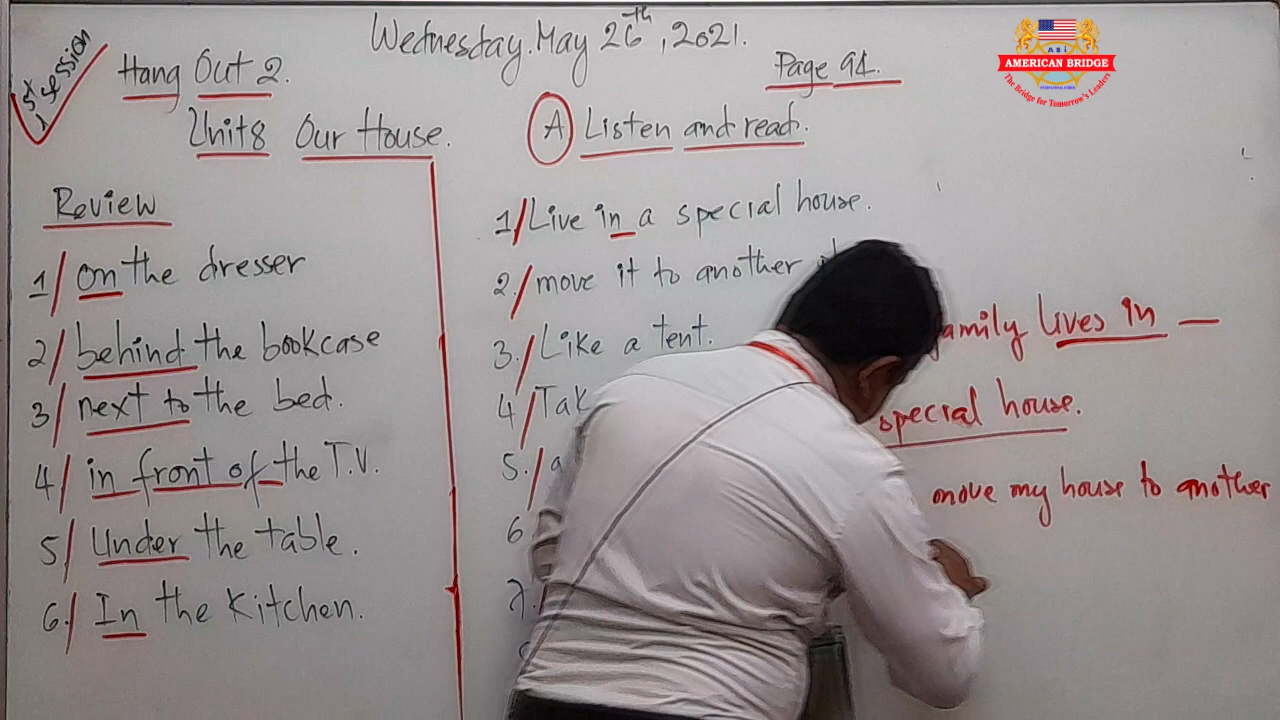 Wednesday. May 26th, 2021.
Hang Out 2.
Page 94.
Unit 8 Our House.
A Listen and read.
Review
1/ on the dresser
2/ behind the bookcase
3/ next to the bed.
4/ in front of the T.V.
5/ Under the table.
6/ In the Kitchen.
1/ Live in a special house.
2/ move it to another
3/ Like a tent.
4/
5/
6
7.
family lives in —
special house.
move my house to another
AMERICAN BRIDGE
The Bridge for Tomorrow's Leaders